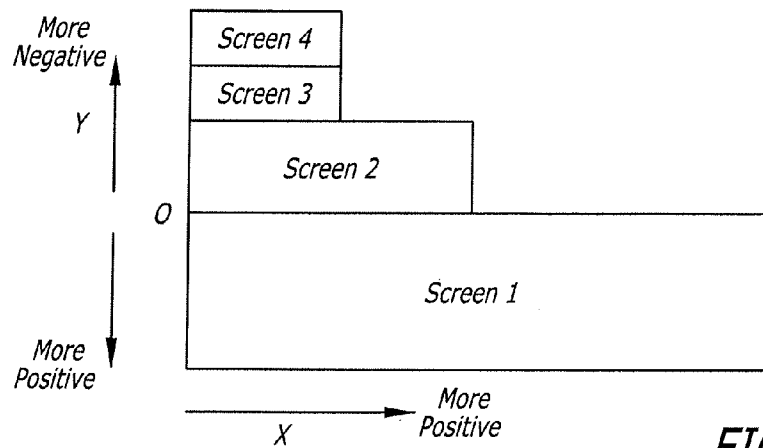 More
Negative
Y
Screen 4
Screen 3
Screen 2
O
Screen 1
More
Positive
X
More
Positive